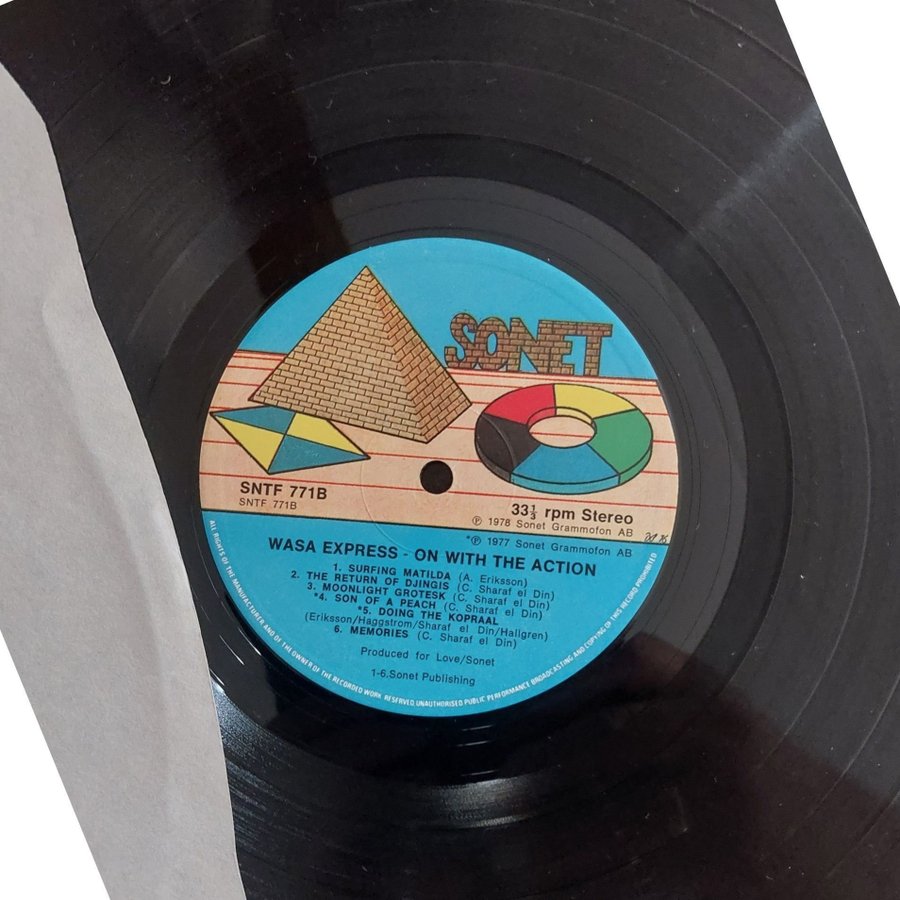 SONET
SNTF 771B
SNTF 771B
33⅓ rpm Stereo
℗ 1978 Sonet Grammofon AB
*℗ 1977 Sonet Grammofon AB
WASA EXPRESS - ON WITH THE ACTION
1. SURFING MATILDA (A. Eriksson)
2. THE RETURN OF DJINGIS (C. Sharaf el Din)
3. MOONLIGHT GROTESK (C. Sharaf el Din)
*4. SON OF A PEACH (C. Sharaf el Din)
*5. DOING THE KOPRAAL
(Eriksson/Haggstrom/Sharaf el Din/Hallgren)
6. MEMORIES (C. Sharaf el Din)
Produced for Love/Sonet
1-6.Sonet Publishing
ALL RIGHTS OF THE MANUFACTURER AND OF THE OWNER OF THE RECORDED WORK RESERVED. UNAUTHORISED PUBLIC PERFORMANCE BROADCASTING AND COPYING OF THIS RECORD PROHIBITED